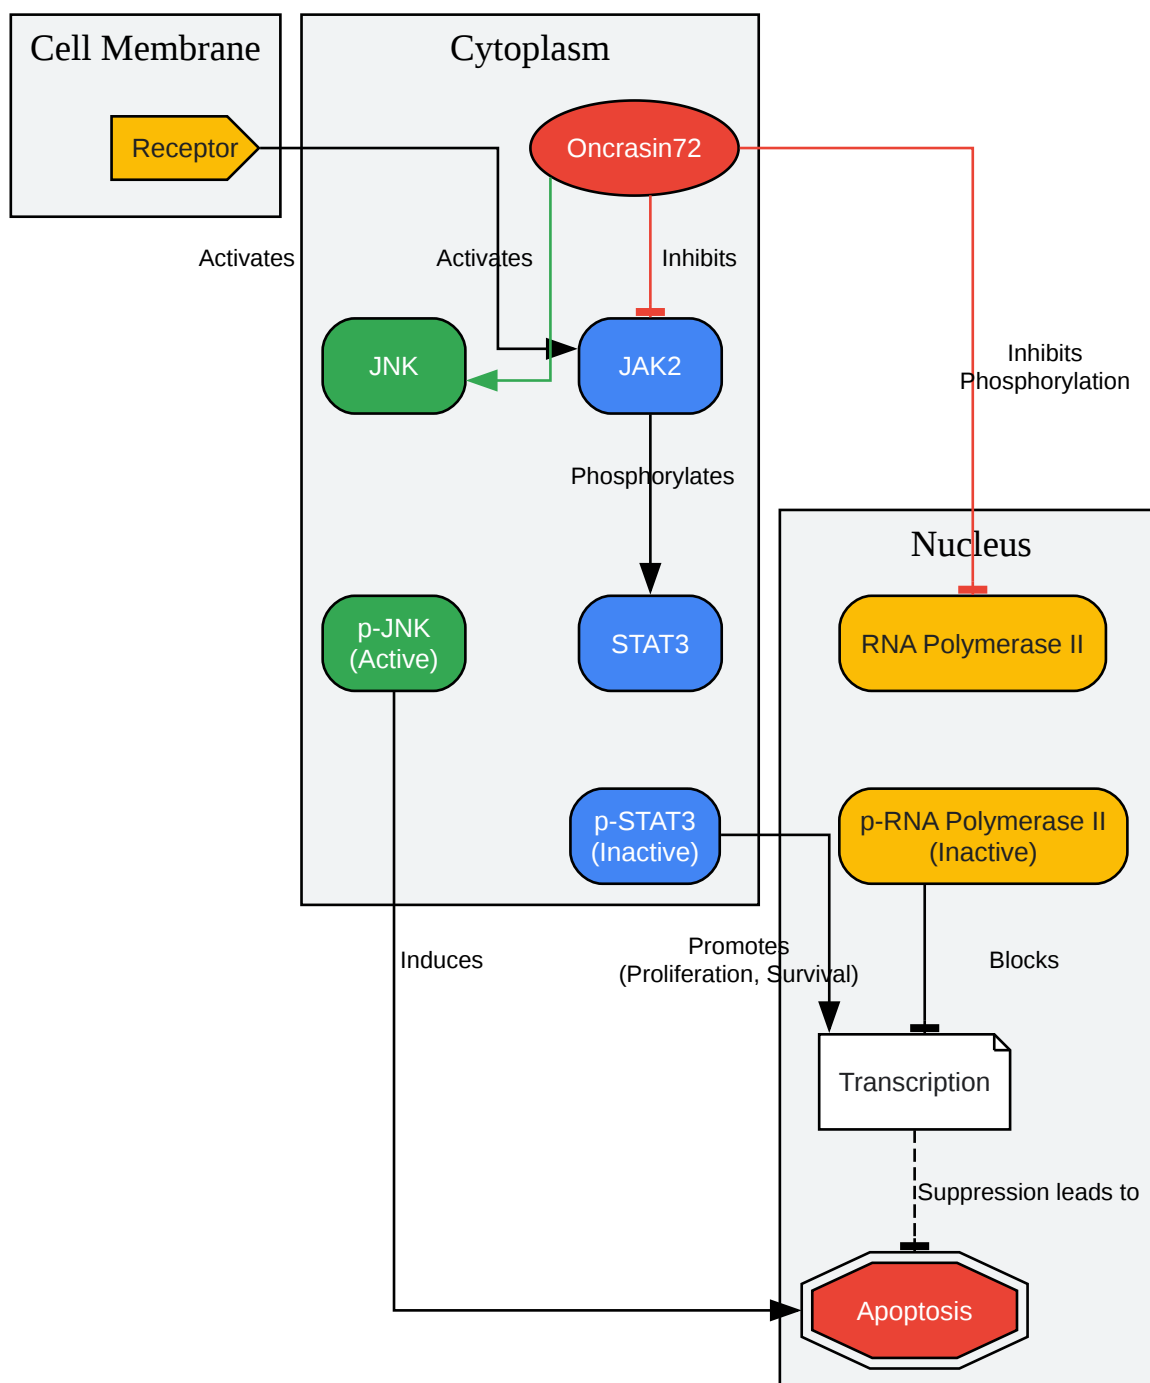 Cell Membrane
Cytoplasm
Receptor
Oncrasin72
Activates
Activates
Inhibits
JNK
JAK2
Inhibits
Phosphorylation
Phosphorylates
Nucleus
p-JNK
(Active)
STAT3
RNA Polymerase II
p-STAT3
(Inactive)
p-RNA Polymerase II
(Inactive)
Induces
Promotes
(Proliferation, Survival)
Blocks
Transcription
Suppression leads to
Apoptosis